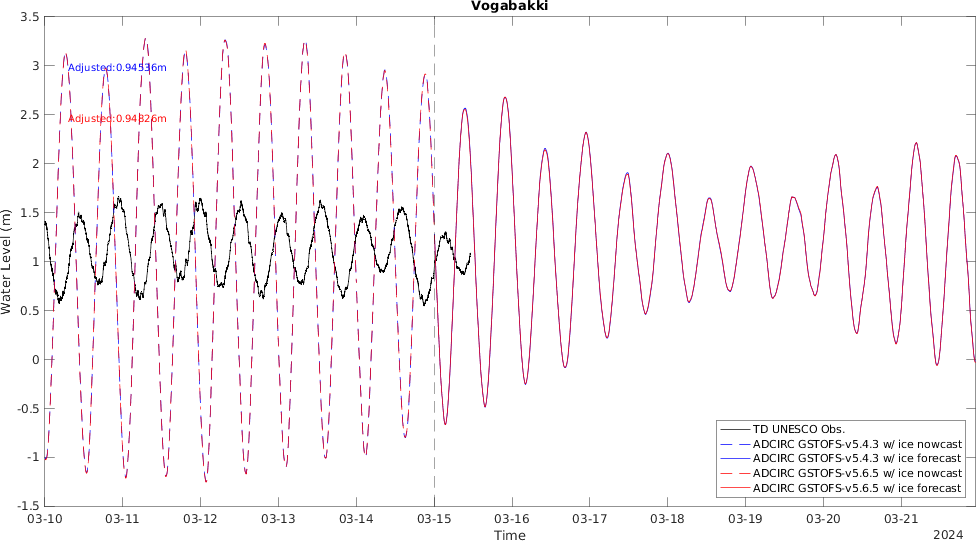 Vogabakki
3.5
3
2.5
2
1.5
1
0.5
0
-0.5
-1
-1.5
Water Level (m)
Adjusted:0.94536m
Adjusted:0.94826m
TD UNESCO Obs.
ADCIRC GSTOFS-v5.4.3 w/ ice nowcast
ADCIRC GSTOFS-v5.4.3 w/ ice forecast
ADCIRC GSTOFS-v5.6.5 w/ ice nowcast
ADCIRC GSTOFS-v5.6.5 w/ ice forecast
03-10 03-11 03-12 03-13 03-14 03-15 03-16 03-17 03-18 03-19 03-20 03-21
Time
2024